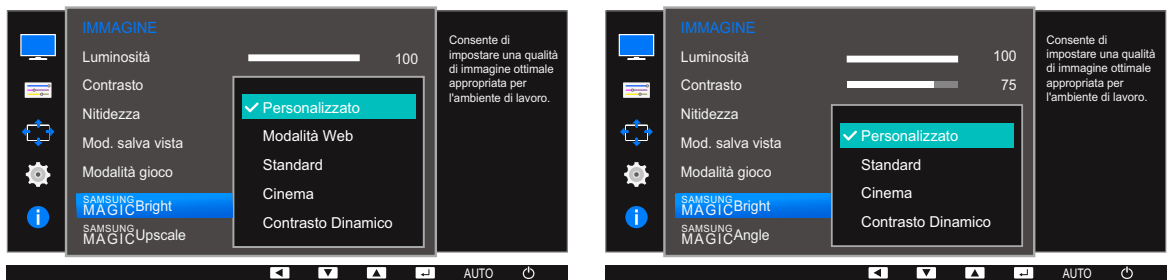 IMMAGINE
Luminosità 100
Contrasto
Nitidezza
Mod. salva vista
Modalità gioco
SAMSUNG
MAGICBright
SAMSUNG
MAGICUpscale
Personalizzato
Modalità Web
Standard
Cinema
Contrasto Dinamico
Consente di
impostare una qualità
di immagine ottimale
appropriata per
l'ambiente di lavoro.
AUTO
IMMAGINE
Luminosità 100
Contrasto 75
Nitidezza
Mod. salva vista
Modalità gioco
SAMSUNG
MAGICBright
SAMSUNG
MAGICAngle
Personalizzato
Standard
Cinema
Contrasto Dinamico
Consente di
impostare una qualità
di immagine ottimale
appropriata per
l'ambiente di lavoro.
AUTO